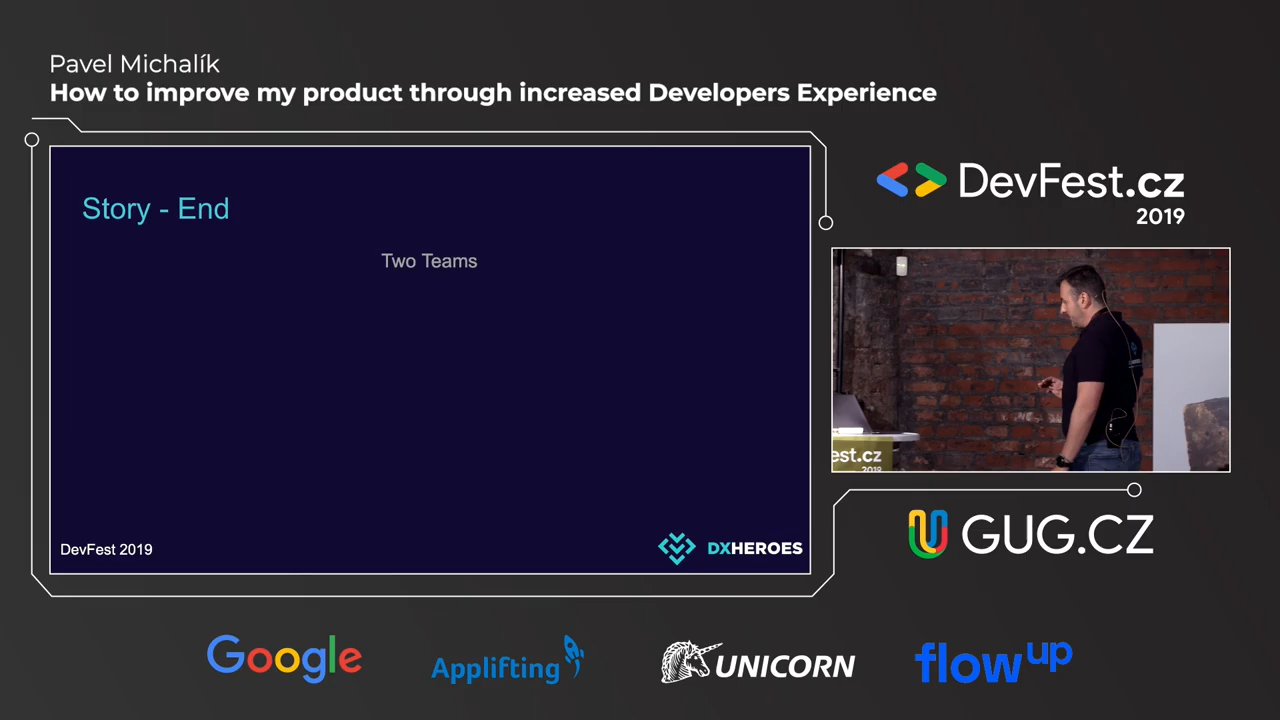 Pavel Michalík
How to improve my product through increased Developers Experience
Story - End
Two Teams
DevFest 2019
DXHEROES
DevFest.cz
2019
est.cz
2019
GUG.CZ
Google
Applifting
UNICORN
flowup